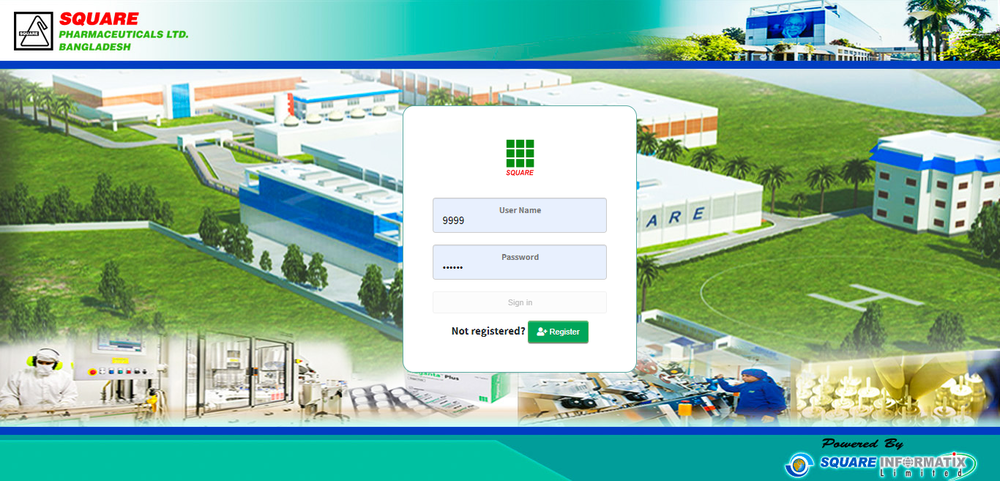 SQUARE
SQUARE
PHARMACEUTICALS LTD.
BANGLADESH
SQUARE
User Name
9999
Password
••••••
Sign in
Not registered? Register
ARE
Plus
Powered By
SQUARE INFORMATIX
Limited